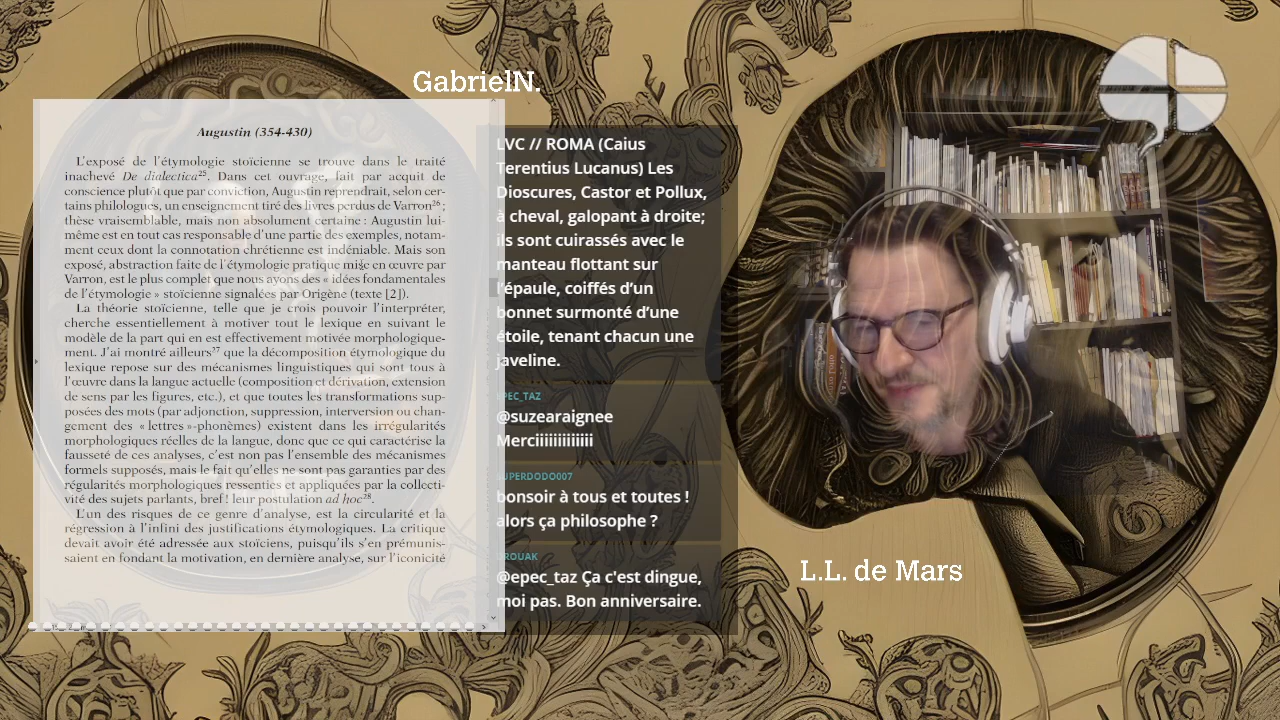 GabrielN.
Augustin (354-430)
L'exposé de l'étymologie stoïcienne se trouve dans le traité
inachevé De dialectica25. Dans cet ouvrage, fait par acquit de
conscience plutôt que par conviction, Augustin reprendrait, selon cer-
tains philologues, un enseignement tiré des livres perdus de Varron26 ;
thèse vraisemblable, mais non absolument certaine : Augustin lui-
même est en tout cas responsable d'une partie des exemples, notam-
ment ceux dont la connotation chrétienne est indéniable. Mais son
exposé, abstraction faite de l'étymologie pratique mise en œuvre par
Varron, est le plus complet que nous ayons des « idées fondamentales
de l'étymologie » stoïcienne signalées par Origène (texte [2]).
La théorie stoïcienne, telle que je crois pouvoir l'interpréter,
cherche essentiellement à motiver tout le lexique en suivant le
modèle de la part qui en est effectivement motivée morphologique-
ment. J'ai montré ailleurs27 que la décomposition étymologique du
lexique repose sur des mécanismes linguistiques qui sont tous à
l'œuvre dans la langue actuelle (composition et dérivation, extension
de sens par les figures, etc.), et que toutes les transformations sup-
posées des mots (par adjonction, suppression, interversion ou chan-
gement des « lettres »-phonèmes) existent dans les irrégularités
morphologiques réelles de la langue, donc que ce qui caractérise la
fausseté de ces analyses, c'est non pas l'ensemble des mécanismes
formels supposés, mais le fait qu'elles ne sont pas garanties par des
régularités morphologiques ressenties et appliquées par la collecti-
vité des sujets parlants, bref ! leur postulation ad hoc28.
L'un des risques de ce genre d'analyse, est la circularité et la
régression à l'infini des justifications étymologiques. La critique
devait avoir été adressée aux stoïciens, puisqu'ils s'en prémunis-
saient en fondant la motivation, en dernière analyse, sur l'iconicité
LVC // ROMA (Caius
Terentius Lucanus) Les
Dioscures, Castor et Pollux,
à cheval, galopant à droite;
ils sont cuirassés avec le
manteau flottant sur
l'épaule, coiffés d'un
bonnet surmonté d'une
étoile, tenant chacun une
javeline.
EPEC_TAZ
@suzearaignee
Merciiiiiiiiiiiii
SUPERDODO007
bonsoir à tous et toutes !
alors ça philosophe ?
DROUAK
@epec_taz Ça c'est dingue,
moi pas. Bon anniversaire.
L.L. de Mars